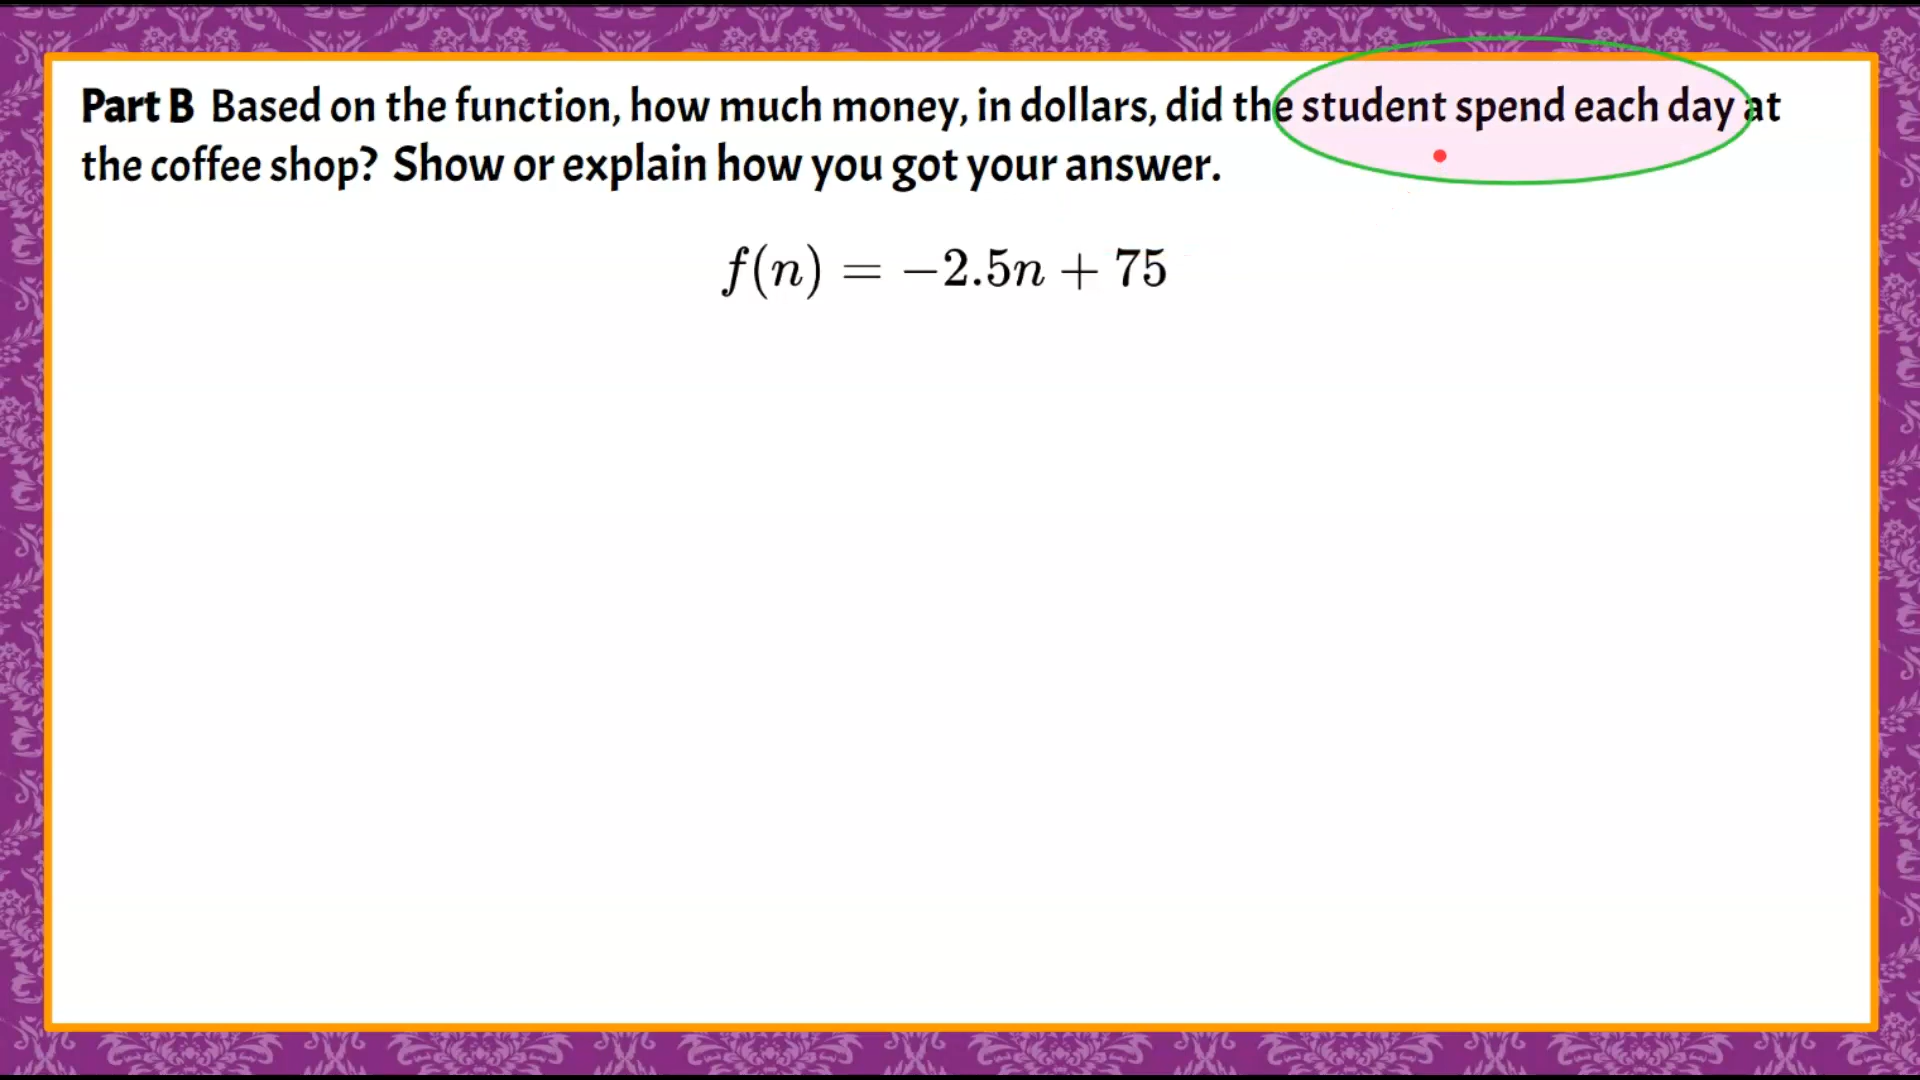 Part B Based on the function, how much money, in dollars, did the student spend each day at
the coffee shop? Show or explain how you got your answer.
f(n) = −2.5n + 75